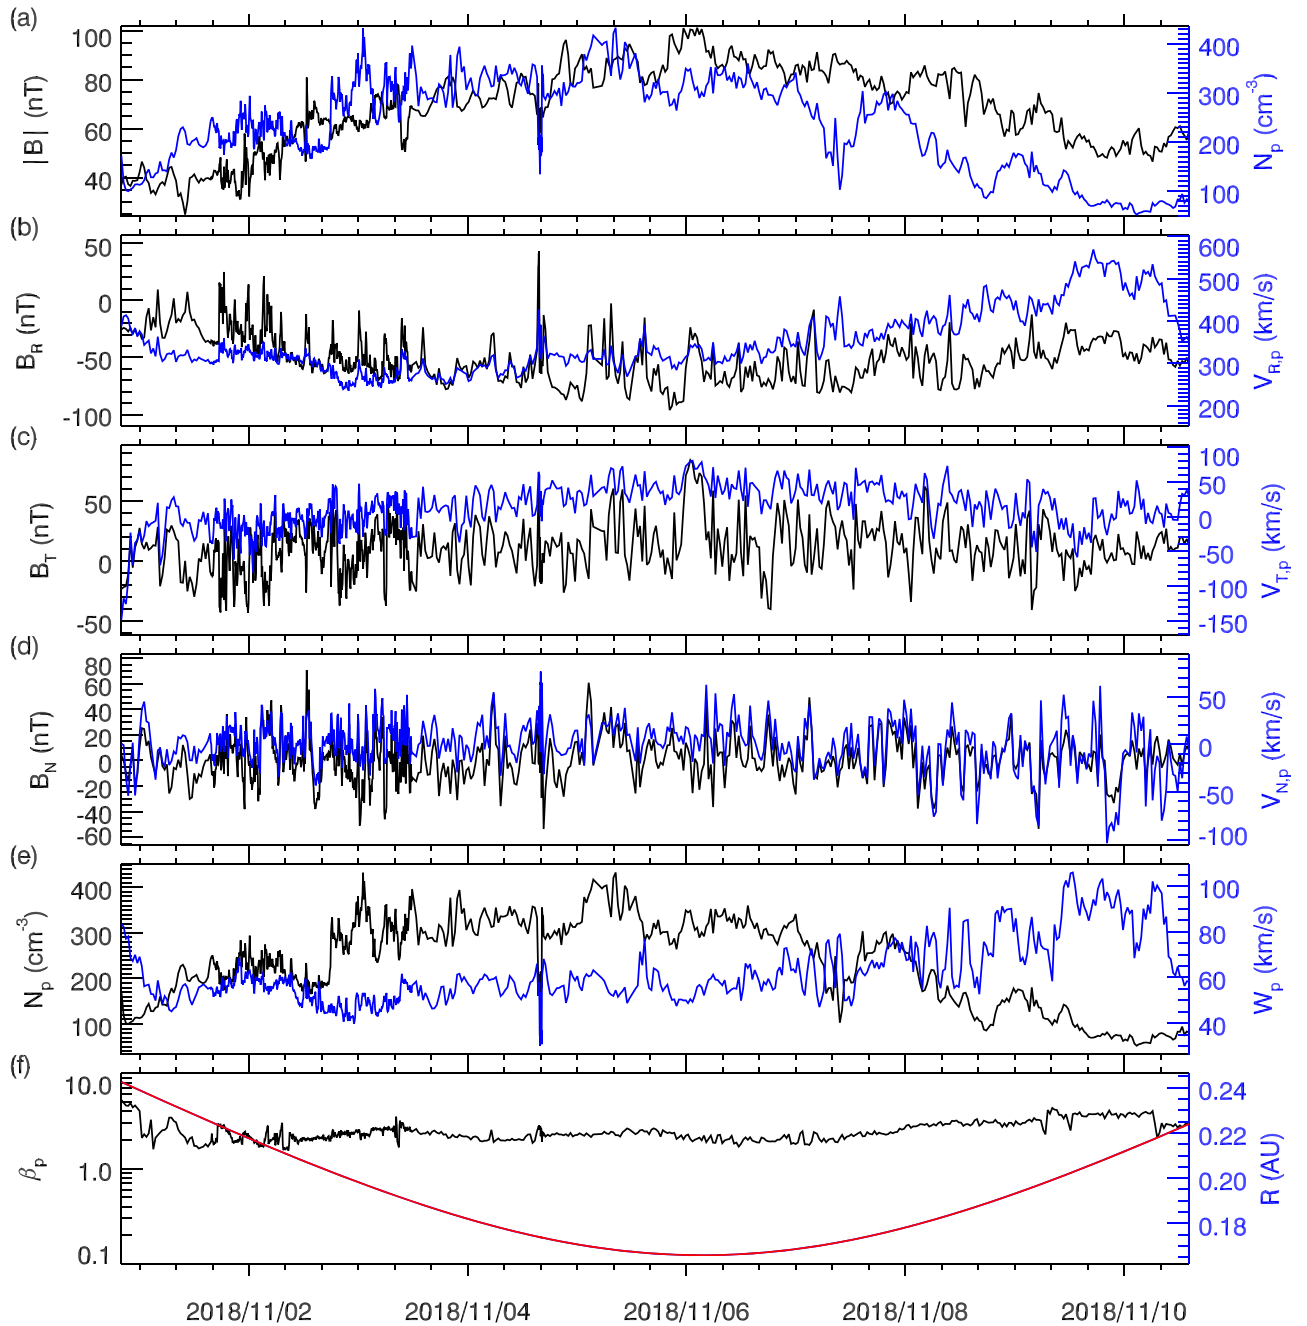 (a)
100
80
60
40
|B| (nT)
400
300
200
100
N_p (cm^-3)
(b)
50
0
-50
-100
B_R (nT)
600
500
400
300
200
V_R,p (km/s)
(c)
50
0
-50
B_T (nT)
100
50
0
-50
-100
-150
V_T,p (km/s)
(d)
80
60
40
20
0
-20
-40
-60
B_N (nT)
50
0
-50
-100
V_N,p (km/s)
(e)
400
300
200
100
N_p (cm^-3)
100
80
60
40
W_p (km/s)
(f)
10.0
1.0
0.1
β_p
0.24
0.22
0.20
0.18
R (AU)
2018/11/02 2018/11/04 2018/11/06 2018/11/08 2018/11/10